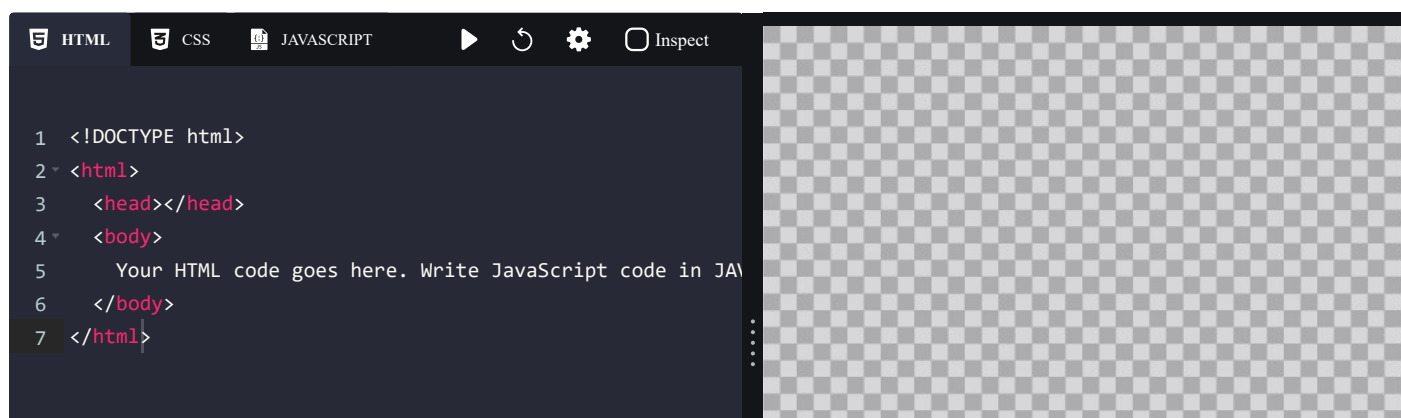 HTML CSS JAVASCRIPT Inspect
1 <!DOCTYPE html>
2 <html>
3 <head></head>
4 <body>
5 Your HTML code goes here. Write JavaScript code in JAV
6 </body>
7 </html>